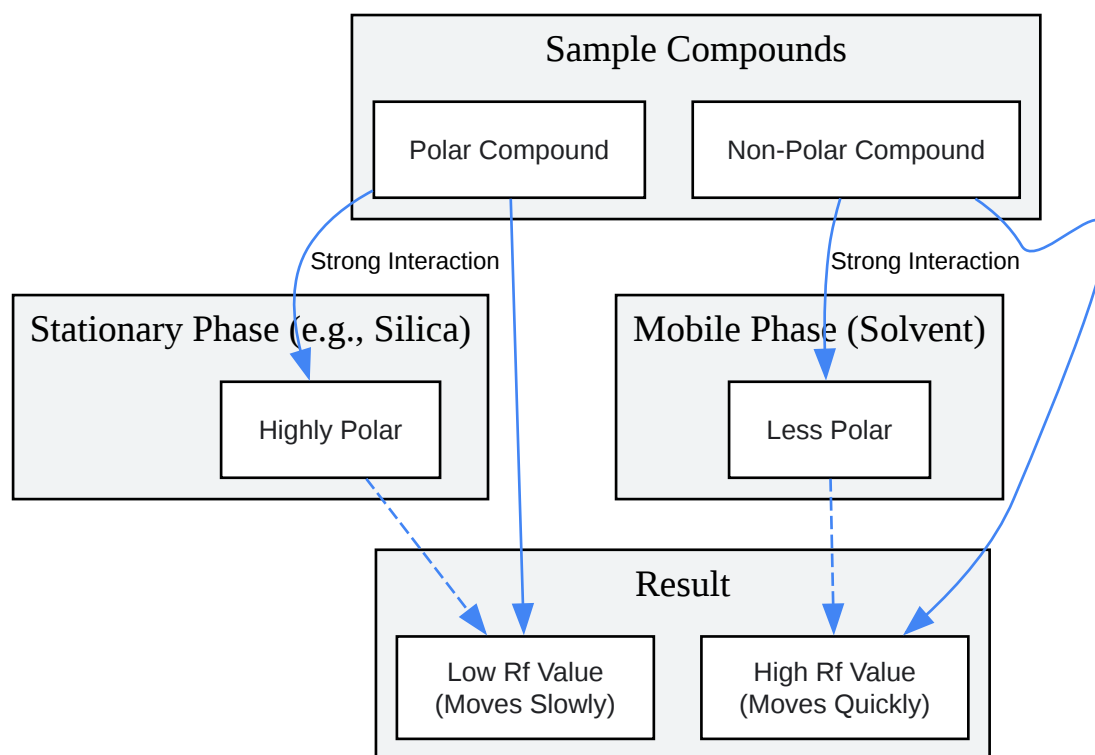 Sample Compounds
Polar Compound
Non-Polar Compound
Strong Interaction
Strong Interaction
Stationary Phase (e.g., Silica)
Mobile Phase (Solvent)
Highly Polar
Less Polar
Result
Low Rf Value
(Moves Slowly)
High Rf Value
(Moves Quickly)